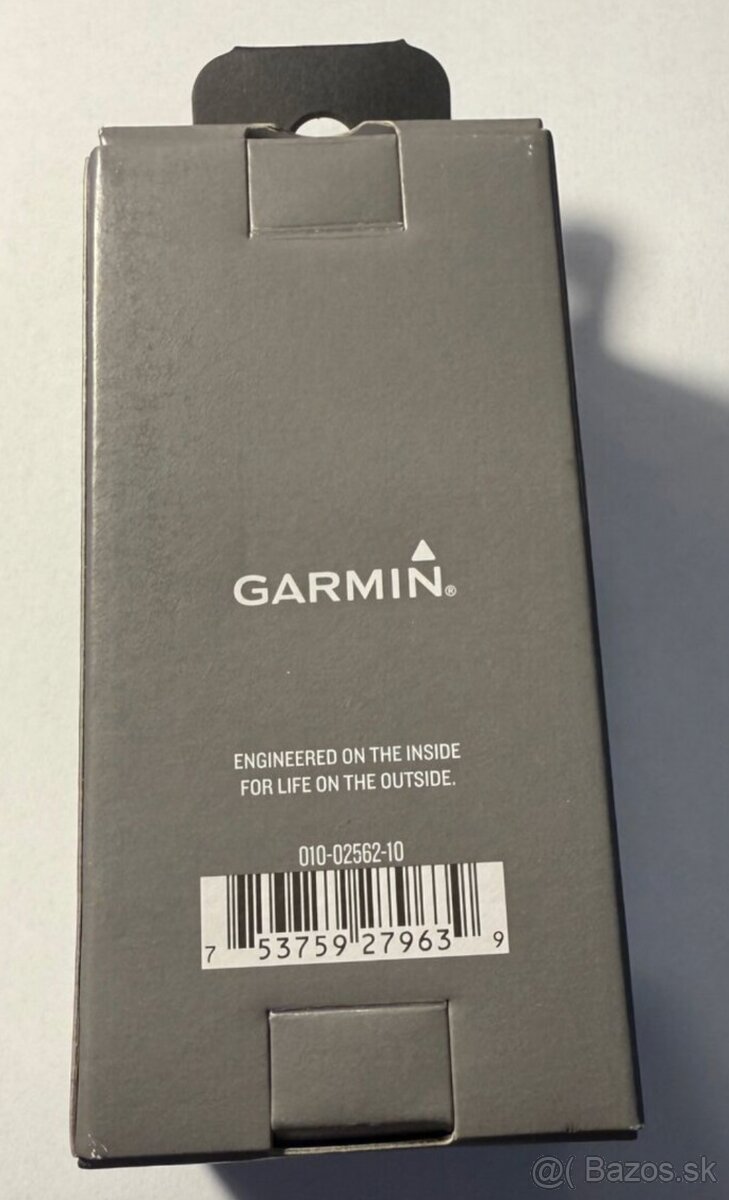 GARMIN®
ENGINEERED ON THE INSIDE
FOR LIFE ON THE OUTSIDE.
010-02562-10
7 53759 27963 9
@( Bazos.sk